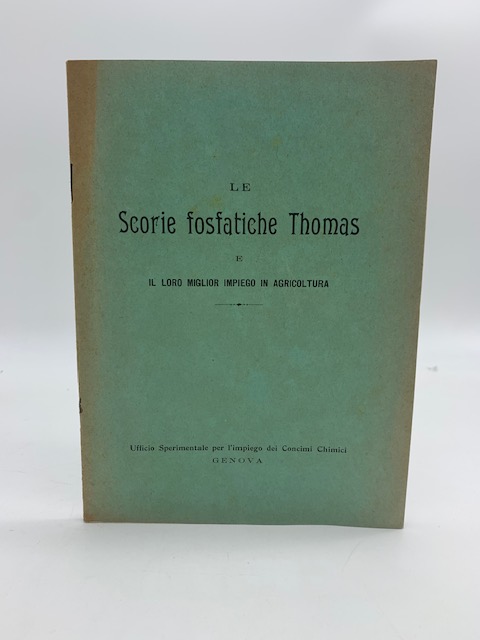 LE
Scorie fosfatiche Thomas
E
IL LORO MIGLIOR IMPIEGO IN AGRICOLTURA
Ufficio Sperimentale per l'impiego dei Concimi Chimici
GENOVA